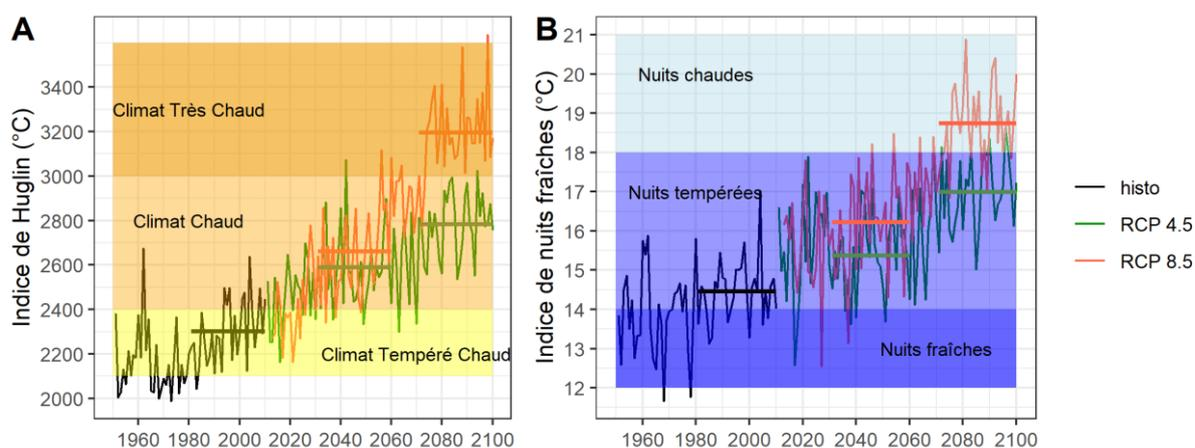 A
Indice de Huglin (°C)
3400
3200
3000
2800
2600
2400
2200
2000
Climat Très Chaud
Climat Chaud
Climat Tempéré Chaud
1960 1980 2000 2020 2040 2060 2080 2100
B
Indice de nuits fraîches (°C)
21
20
19
18
17
16
15
14
13
12
Nuits chaudes
Nuits tempérées
Nuits fraîches
1960 1980 2000 2020 2040 2060 2080 2100
histo
RCP 4.5
RCP 8.5